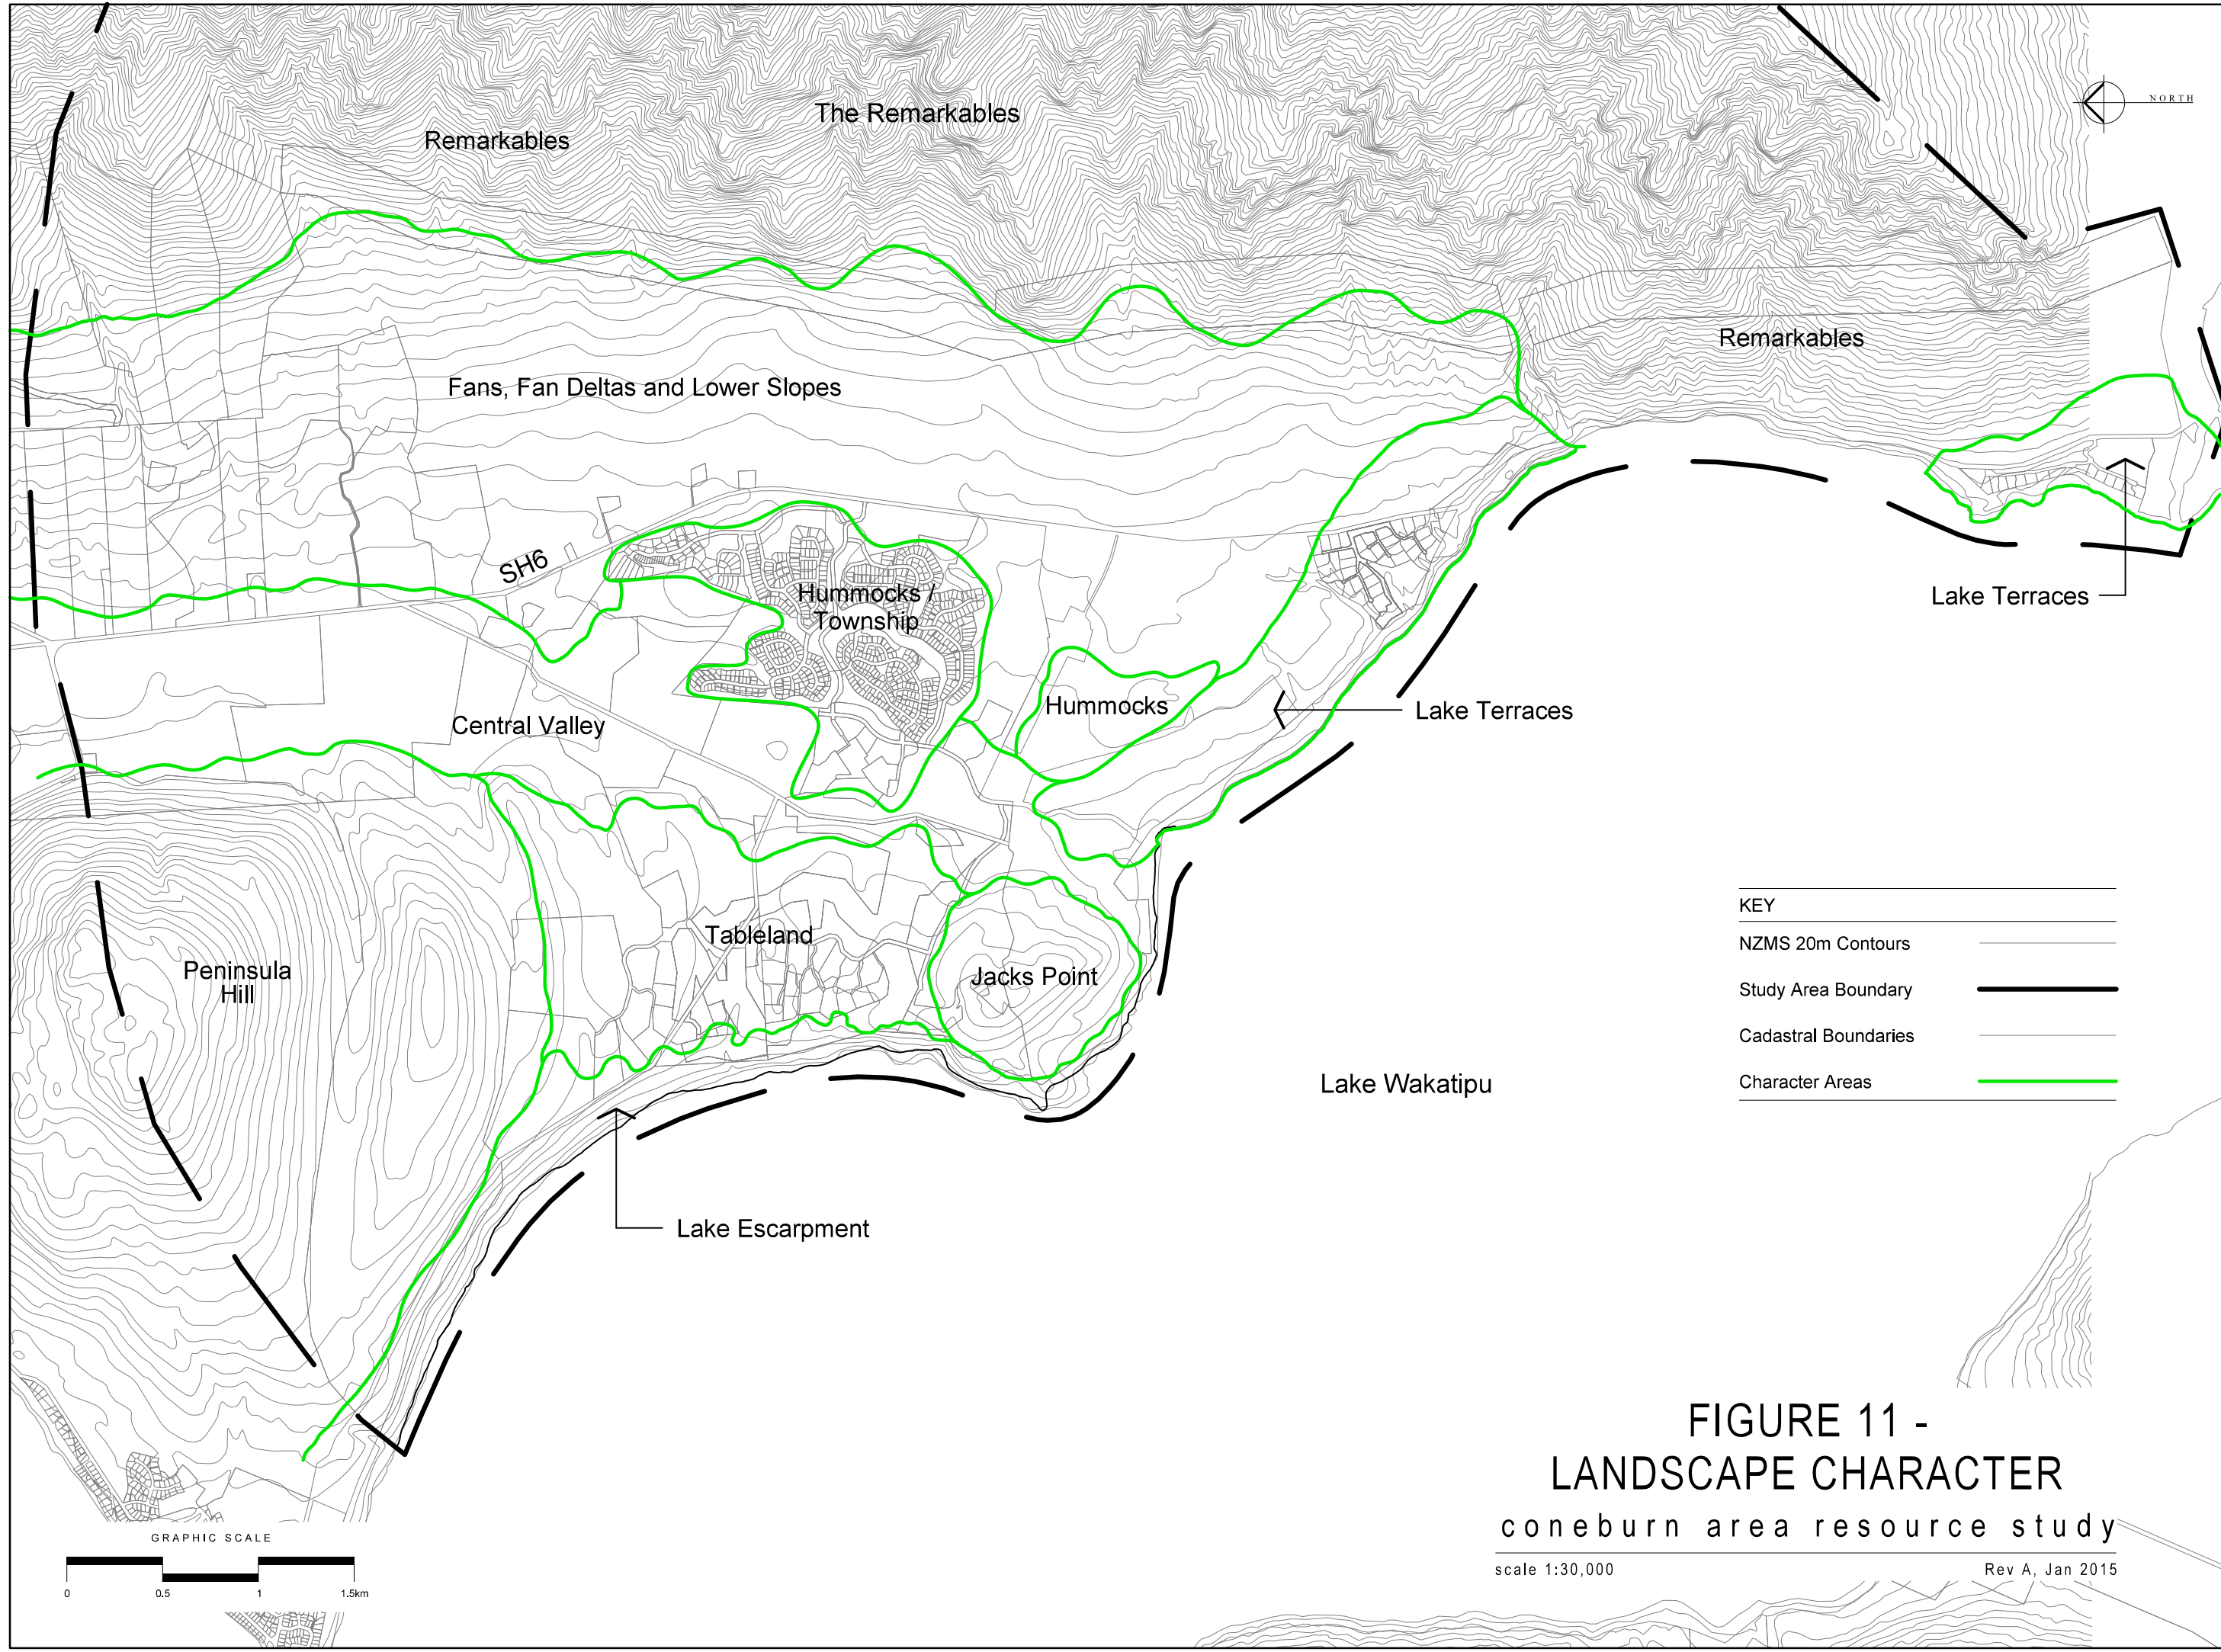 The Remarkables
Remarkables
NORTH
Remarkables
Fans, Fan Deltas and Lower Slopes
SH6
Hummocks /
Township
Lake Terraces
Hummocks
Lake Terraces
Central Valley
Tableland
Peninsula
Hill
Jacks Point
Lake Wakatipu
Lake Escarpment
KEY
NZMS 20m Contours
Study Area Boundary
Cadastral Boundaries
Character Areas
FIGURE 11 -
LANDSCAPE CHARACTER
coneburn area resource study
scale 1:30,000 Rev A, Jan 2015
GRAPHIC SCALE
0 0.5 1 1.5km